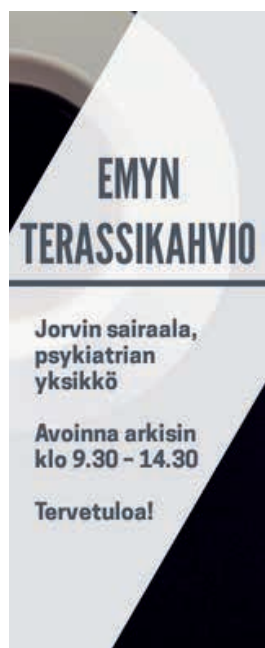 EMYN
TERASSIKAHVIO
Jorvin sairaala,
psykiatrian
yksikkö
Avoinna arkisin
klo 9.30 – 14.30
Tervetuloa!